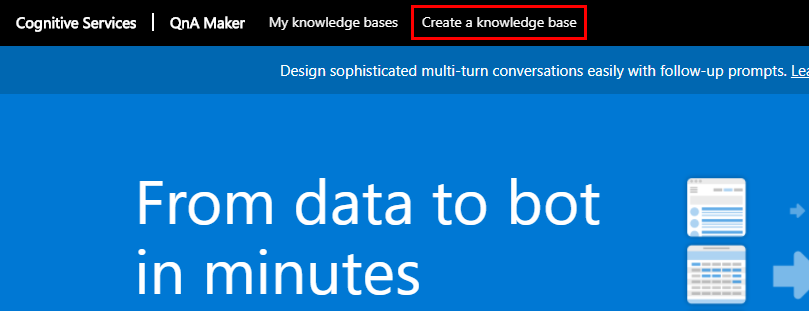 Cognitive Services | QnA Maker My knowledge bases Create a knowledge base
Design sophisticated multi-turn conversations easily with follow-up prompts. Lea
From data to bot
in minutes